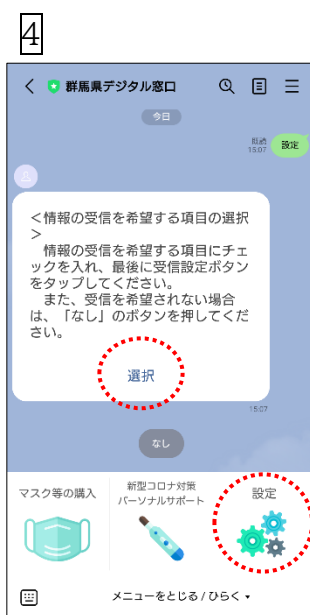 4
群馬県デジタル窓口
今日
既読
15:07
設定
＜情報の受信を希望する項目の選択
＞
　情報の受信を希望する項目にチェ
ックを入れ、最後に受信設定ボタン
をタップしてください。
　また、受信を希望されない場合
は、「なし」のボタンを押してくだ
さい。
選択
15:07
なし
マスク等の購入
新型コロナ対策
パーソナルサポート
設定
メニューをとじる / ひらく